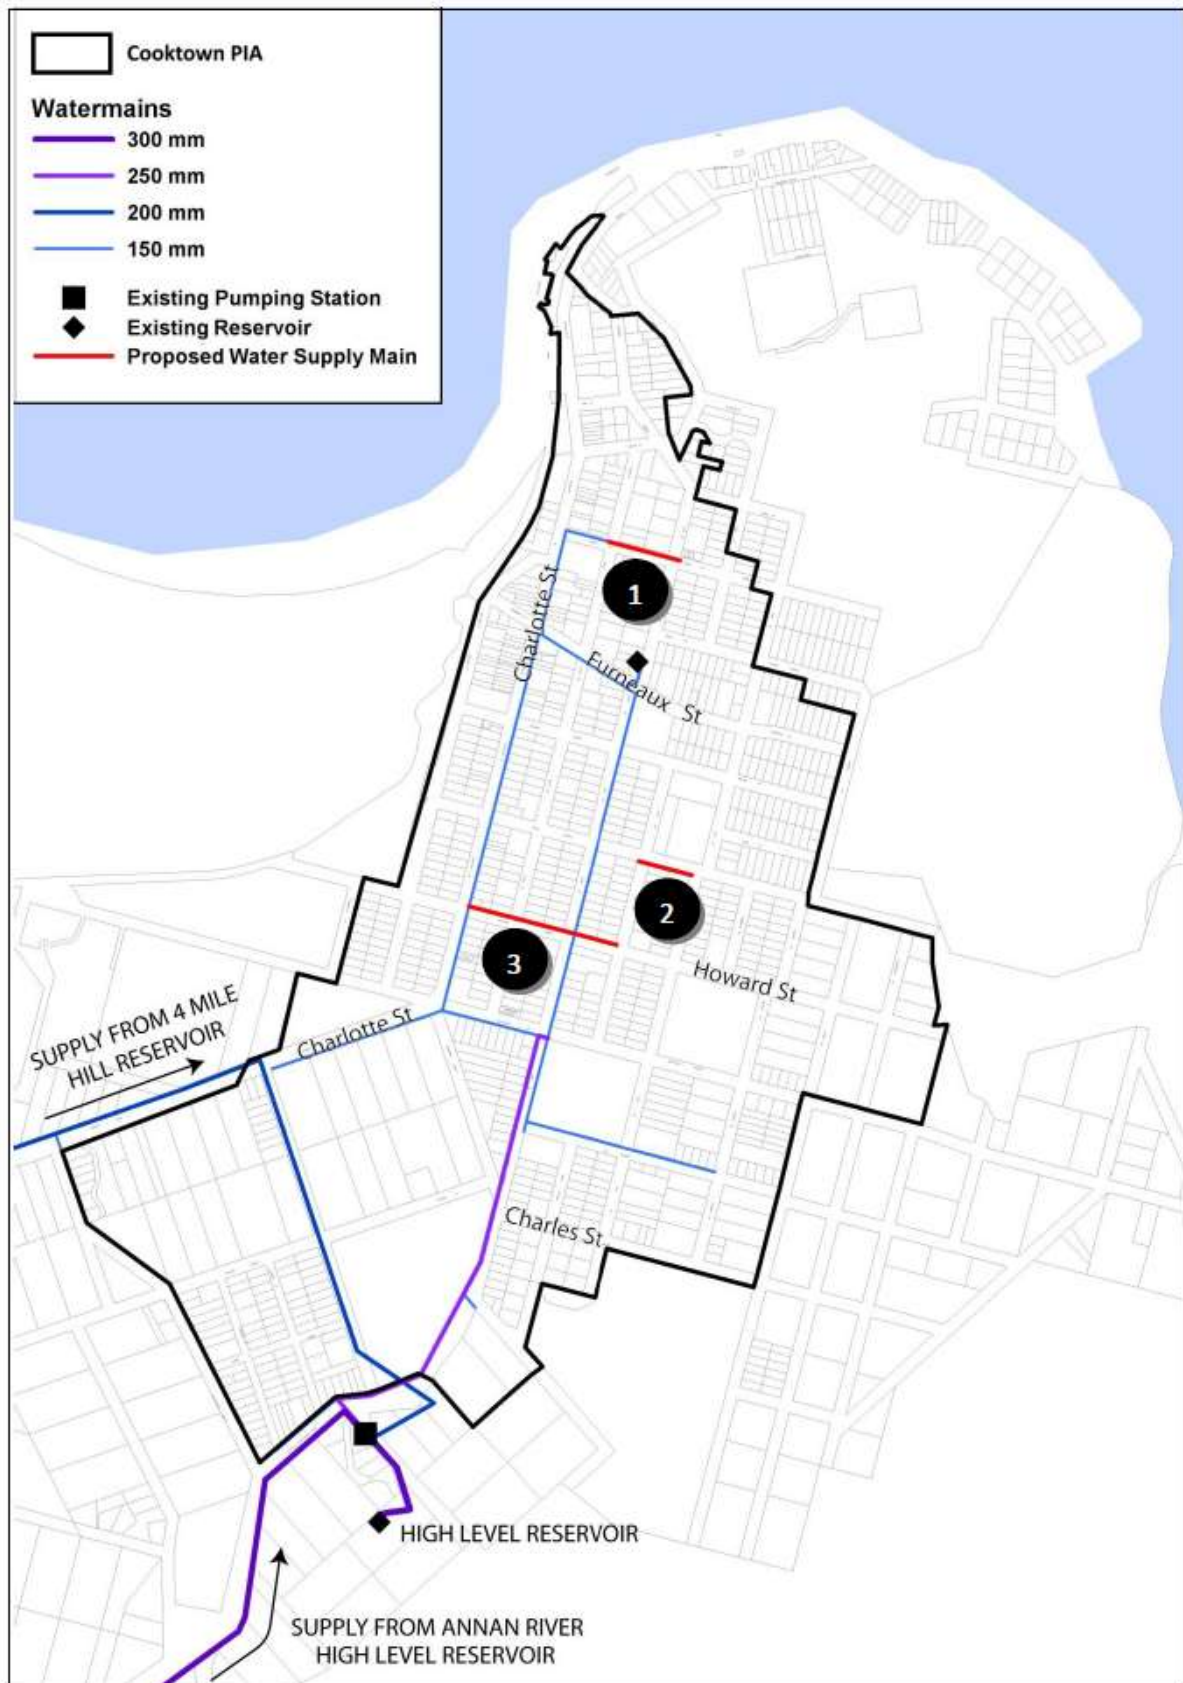 Cooktown PIA
Watermains
300 mm
250 mm
200 mm
150 mm
Existing Pumping Station
Existing Reservoir
Proposed Water Supply Main
1
Charlotte St
Furneaux St
2
3
Howard St
SUPPLY FROM 4 MILE
HILL RESERVOIR
Charlotte St
Charles St
HIGH LEVEL RESERVOIR
SUPPLY FROM ANNAN RIVER
HIGH LEVEL RESERVOIR